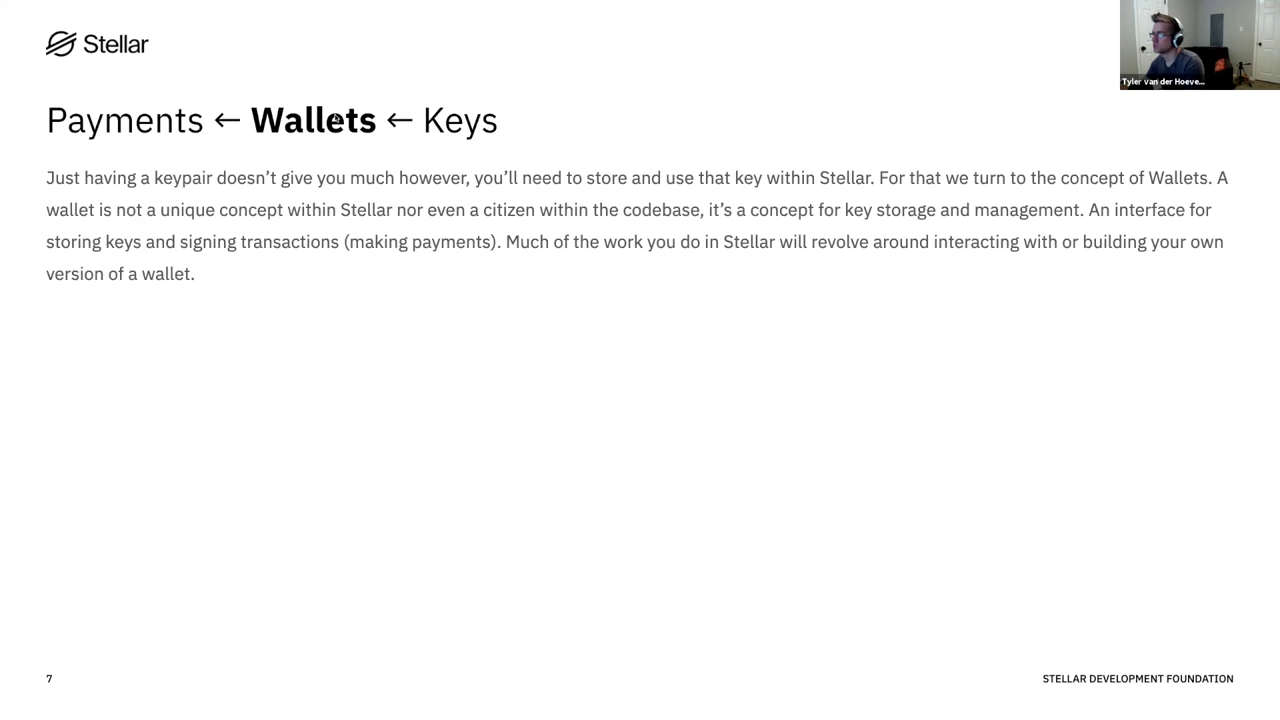 Stellar
Tyler van der Hoeve...
Payments ← Wallets ← Keys
Just having a keypair doesn’t give you much however, you’ll need to store and use that key within Stellar. For that we turn to the concept of Wallets. A
wallet is not a unique concept within Stellar nor even a citizen within the codebase, it’s a concept for key storage and management. An interface for
storing keys and signing transactions (making payments). Much of the work you do in Stellar will revolve around interacting with or building your own
version of a wallet.
7
STELLAR DEVELOPMENT FOUNDATION